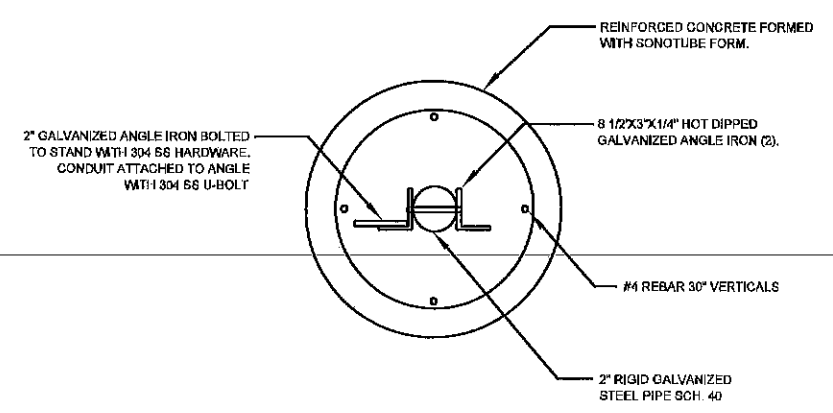 REINFORCED CONCRETE FORMED
WITH SONOTUBE FORM.
2" GALVANIZED ANGLE IRON BOLTED
TO STAND WITH 304 SS HARDWARE.
CONDUIT ATTACHED TO ANGLE
WITH 304 SS U-BOLT
8 1/2"X3"X1/4" HOT DIPPED
GALVANIZED ANGLE IRON (2).
#4 REBAR 30" VERTICALS
2" RIGID GALVANIZED
STEEL PIPE SCH. 40